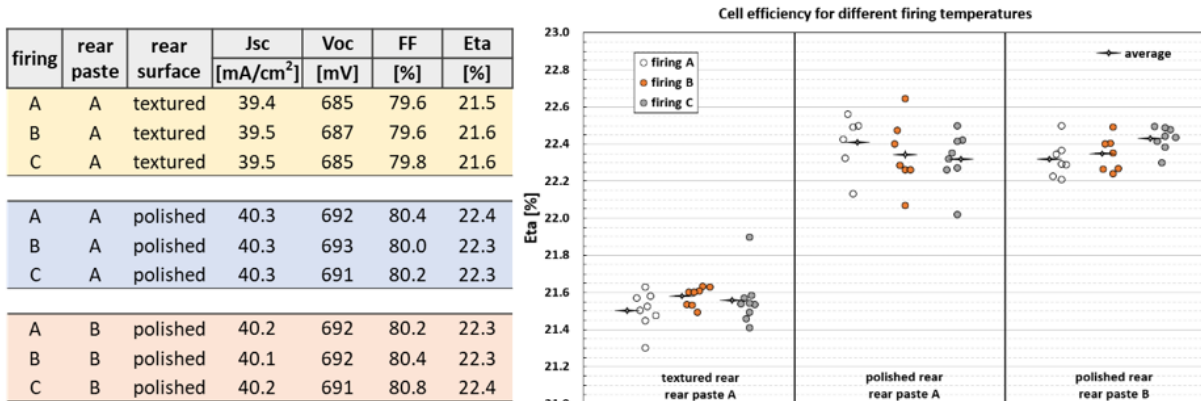 firing rear paste rear surface Jsc Voc FF Eta
[mA/cm²] [mV] [%] [%]
A A textured 39.4 685 79.6 21.5
B A textured 39.5 687 79.6 21.6
C A textured 39.5 685 79.8 21.6
A A polished 40.3 692 80.4 22.4
B A polished 40.3 693 80.0 22.3
C A polished 40.3 691 80.2 22.3
A B polished 40.2 692 80.2 22.3
B B polished 40.1 692 80.4 22.3
C B polished 40.2 691 80.8 22.4
Cell efficiency for different firing temperatures
Eta [%]
23.0
22.8
22.6
22.4
22.2
22.0
21.8
21.6
21.4
21.2
firing A
firing B
firing C
average
textured rear
rear paste A
polished rear
rear paste A
polished rear
rear paste B